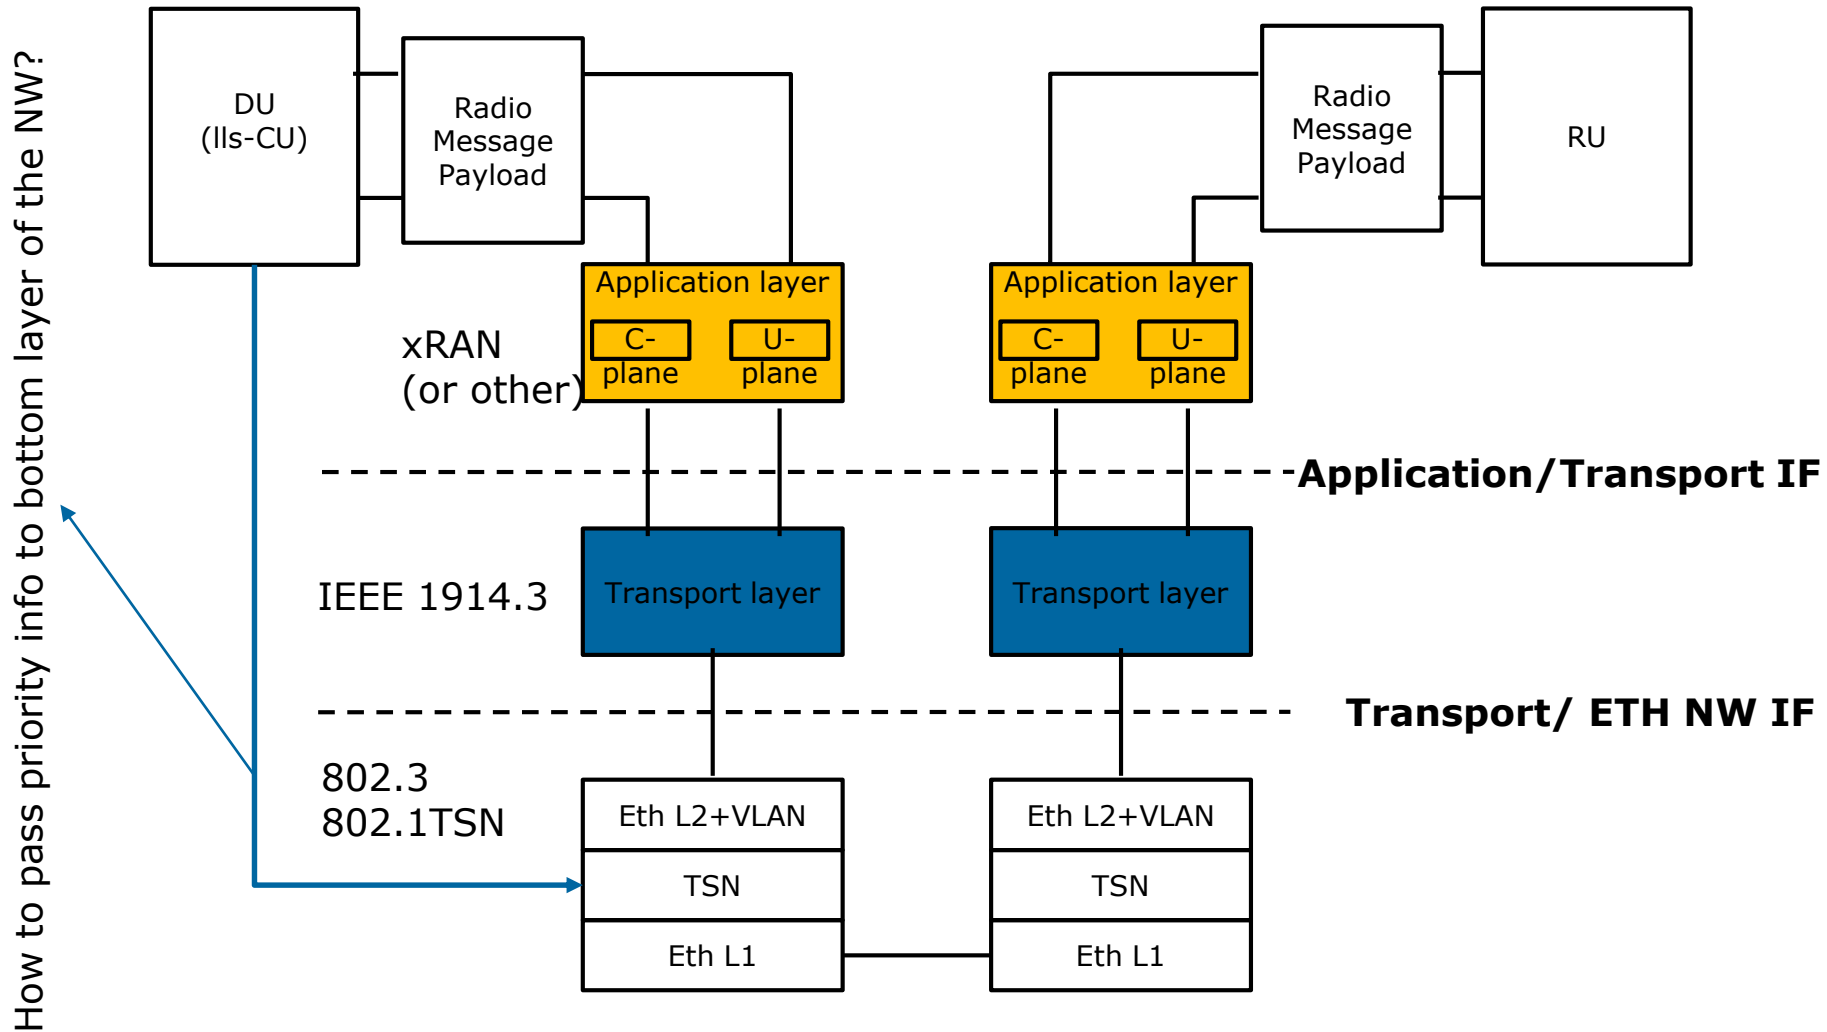 How to pass priority info to bottom layer of the NW?
DU
(lls-CU)
Radio
Message
Payload
Radio
Message
Payload
RU
Application layer
C-
plane
U-
plane
Application layer
C-
plane
U-
plane
xRAN
(or other)
Application/Transport IF
IEEE 1914.3
Transport layer
Transport layer
Transport/ ETH NW IF
802.3
802.1TSN
Eth L2+VLAN
TSN
Eth L1
Eth L2+VLAN
TSN
Eth L1